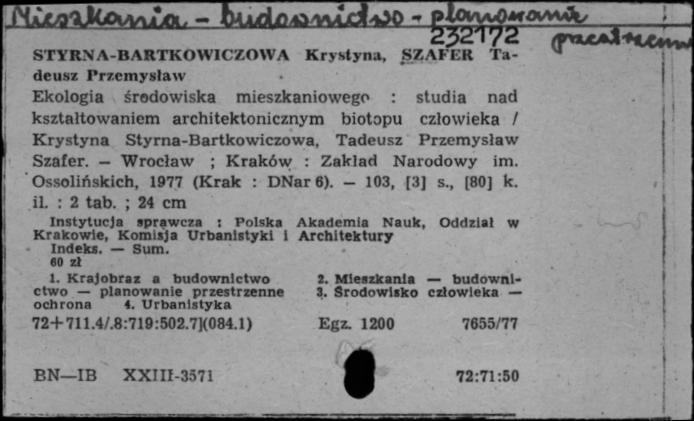 Mieszkania – budownictwo – planowanie
232172 przestrzenne
STYRNA-BARTKOWICZOWA Krystyna, SZAFER Ta-
deusz Przemysław
Ekologia środowiska mieszkaniowego : studia nad
kształtowaniem architektonicznym biotopu człowieka /
Krystyna Styrna-Bartkowiczowa, Tadeusz Przemysław
Szafer. — Wrocław ; Kraków : Zakład Narodowy im.
Ossolińskich, 1977 (Krak : DNar 6). — 103, [3] s., [80] k.
il. : 2 tab. ; 24 cm
Instytucja sprawcza : Polska Akademia Nauk, Oddział w
Krakowie, Komisja Urbanistyki i Architektury
Indeks. — Sum.
60 zł
1. Krajobraz a budownictwo 2. Mieszkania — budowni-
ctwo — planowanie przestrzenne 3. Środowisko człowieka —
ochrona 4. Urbanistyka
72+711.4/.8:719:502.7](084.1) Egz. 1200 7655/77
BN—IB XXIII-3571 72:71:50